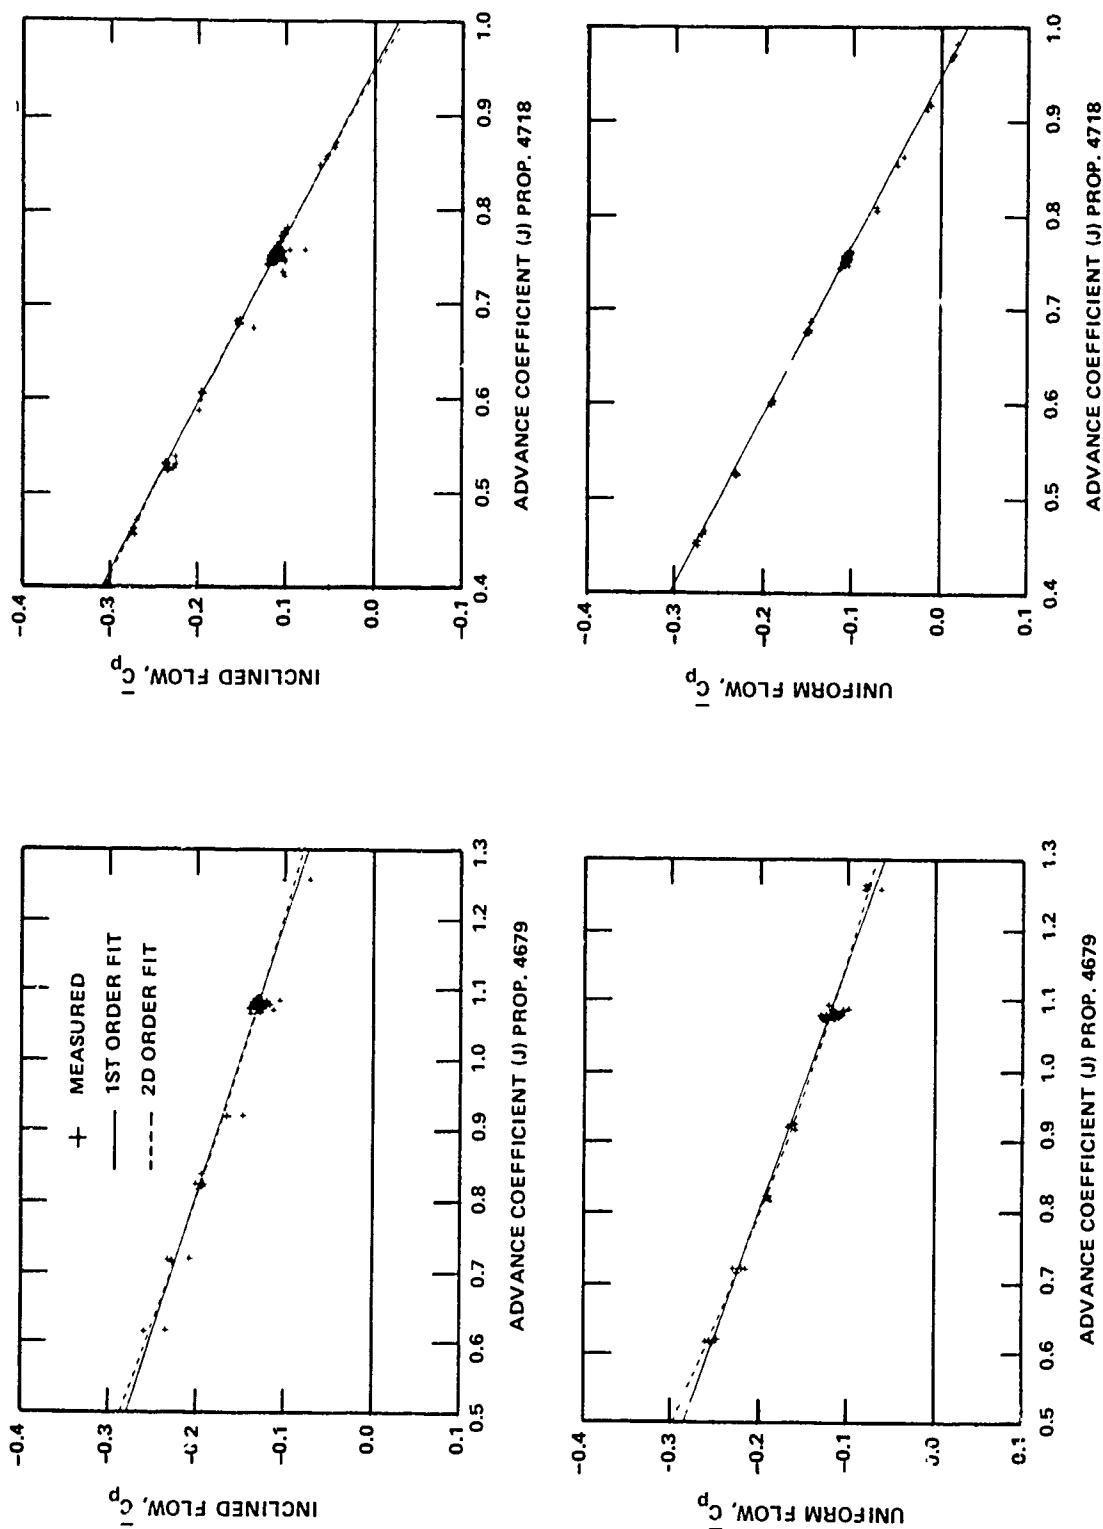 INCLINED FLOW, C̅p
−0.4
−0.3
−0.2
−0.1
0.0
0.1
+ MEASURED
—— 1ST ORDER FIT
---- 2D ORDER FIT
0.5 0.6 0.7 0.8 0.9 1.0 1.1 1.2 1.3
ADVANCE COEFFICIENT (J) PROP. 4679
INCLINED FLOW, C̅p
−0.4
−0.3
−0.2
−0.1
0.0
−0.1
0.4 0.5 0.6 0.7 0.8 0.9 1.0
ADVANCE COEFFICIENT (J) PROP. 4718
UNIFORM FLOW, C̅p
−0.4
−0.3
−0.2
−0.1
0.0
0.1
0.5 0.6 0.7 0.8 0.9 1.0 1.1 1.2 1.3
ADVANCE COEFFICIENT (J) PROP. 4679
UNIFORM FLOW, C̅p
−0.4
−0.3
−0.2
−0.1
0.0
0.1
0.4 0.5 0.6 0.7 0.8 0.9 1.0
ADVANCE COEFFICIENT (J) PROP. 4718